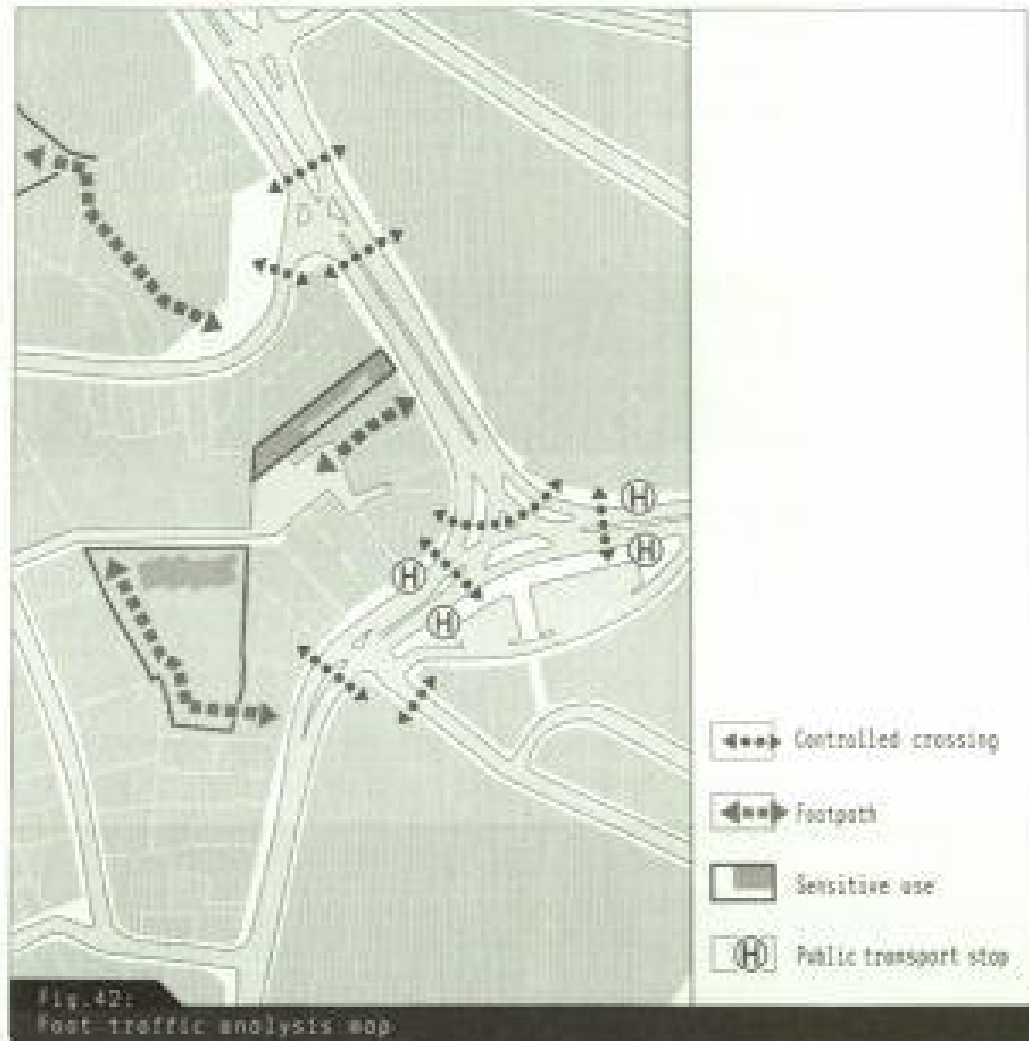 H
H
H
H
Controlled crossing
Footpath
Sensitive use
H Public transport stop
Fig.42:
Foot traffic analysis map